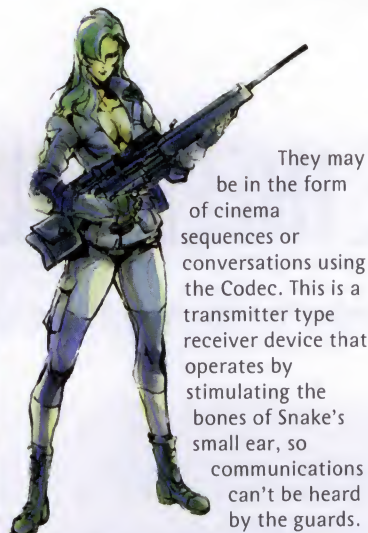 They may
be in the form
of cinema
sequences or
conversations using
the Codec. This is a
transmitter type
receiver device that
operates by
stimulating the
bones of Snake's
small ear, so
communications
can't be heard
by the guards.